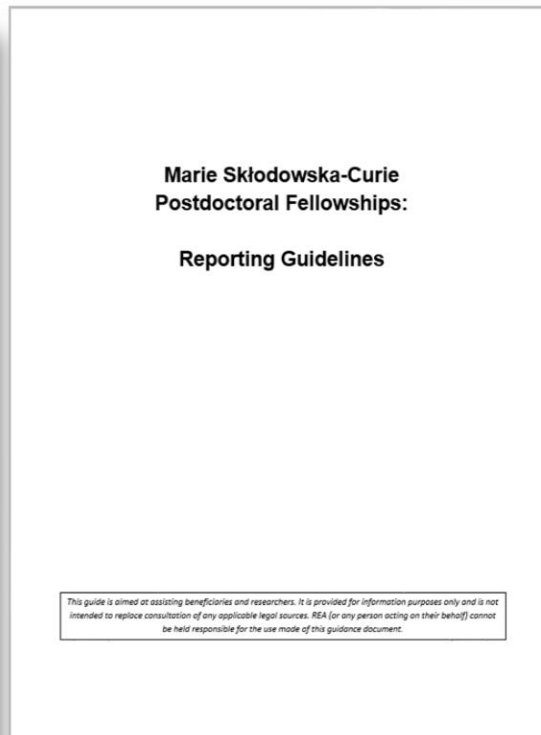 Marie Skłodowska-Curie
Postdoctoral Fellowships:
Reporting Guidelines
This guide is aimed at assisting beneficiaries and researchers. It is provided for information purposes only and is not
intended to replace consultation of any applicable legal sources. REA (or any person acting on their behalf) cannot
be held responsible for the use made of this guidance document.